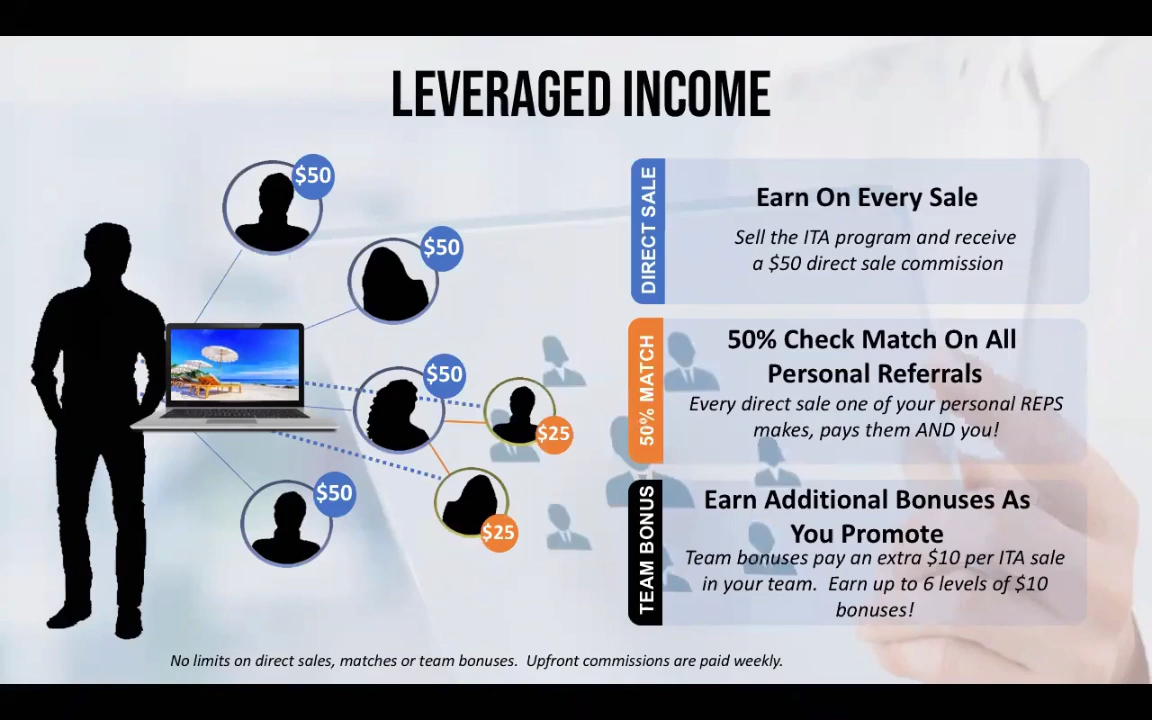 LEVERAGED INCOME
$50
$50
$50
$25
$50
$25
DIRECT SALE
Earn On Every Sale
Sell the ITA program and receive
a $50 direct sale commission
50% MATCH
50% Check Match On All
Personal Referrals
Every direct sale one of your personal REPS
makes, pays them AND you!
TEAM BONUS
Earn Additional Bonuses As
You Promote
Team bonuses pay an extra $10 per ITA sale
in your team. Earn up to 6 levels of $10
bonuses!
No limits on direct sales, matches or team bonuses. Upfront commissions are paid weekly.